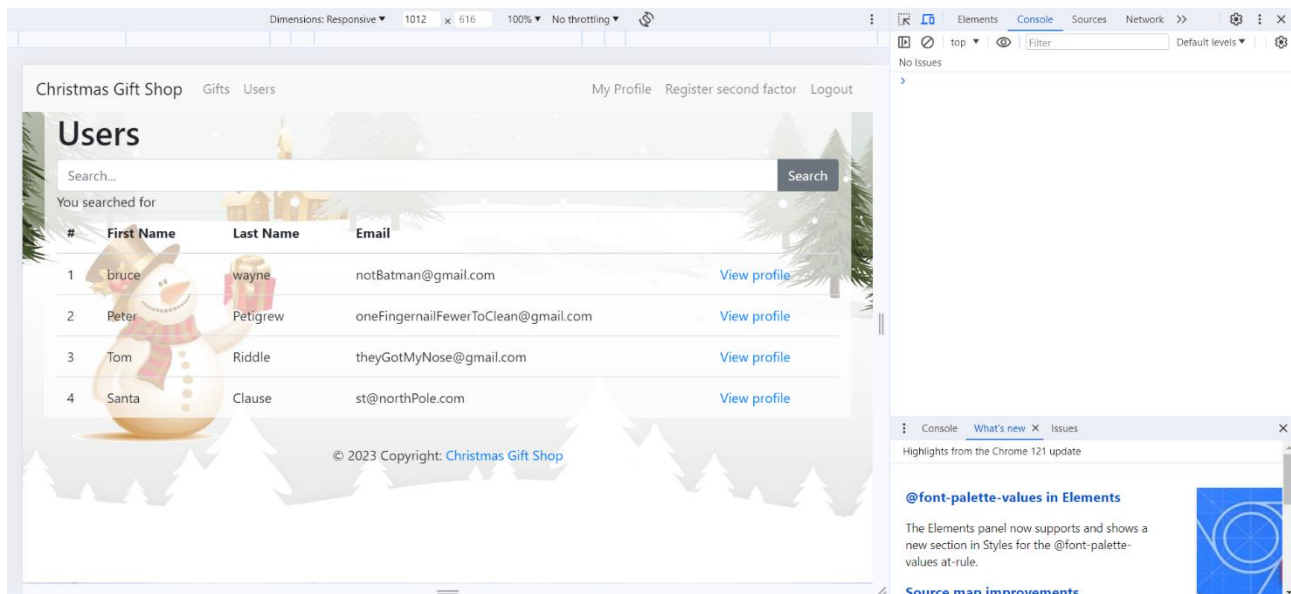 Dimensions: Responsive ▼ 1012 × 616 100% ▼ No throttling ▼
Christmas Gift Shop Gifts Users My Profile Register second factor Logout
Users
Search... Search
You searched for
# First Name Last Name Email
1 bruce wayne notBatman@gmail.com View profile
2 Peter Petigrew oneFingernailFewerToClean@gmail.com View profile
3 Tom Riddle theyGotMyNose@gmail.com View profile
4 Santa Clause st@northPole.com View profile
© 2023 Copyright: Christmas Gift Shop
Elements Console Sources Network
top ▼ Filter Default levels ▼
No Issues
Console What's new Issues
Highlights from the Chrome 121 update
@font-palette-values in Elements
The Elements panel now supports and shows a
new section in Styles for the @font-palette-
values at-rule.
Source map improvements